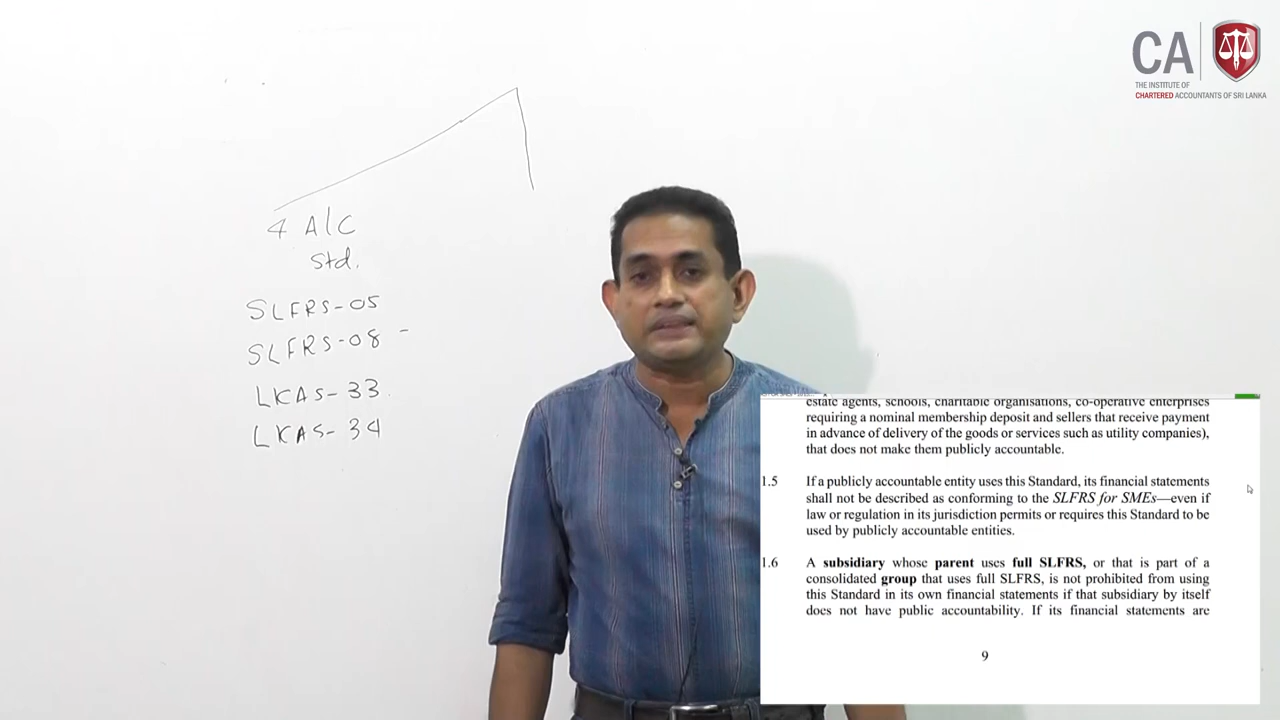 CA
THE INSTITUTE OF
CHARTERED ACCOUNTANTS OF SRI LANKA
4 A/C
Std.
SLFRS-05
SLFRS-08 -
LKAS-33
LKAS-34
estate agents, schools, charitable organisations, co-operative enterprises
requiring a nominal membership deposit and sellers that receive payment
in advance of delivery of the goods or services such as utility companies),
that does not make them publicly accountable.
1.5 If a publicly accountable entity uses this Standard, its financial statements
shall not be described as conforming to the SLFRS for SMEs—even if
law or regulation in its jurisdiction permits or requires this Standard to be
used by publicly accountable entities.
1.6 A subsidiary whose parent uses full SLFRS, or that is part of a
consolidated group that uses full SLFRS, is not prohibited from using
this Standard in its own financial statements if that subsidiary by itself
does not have public accountability. If its financial statements are
9